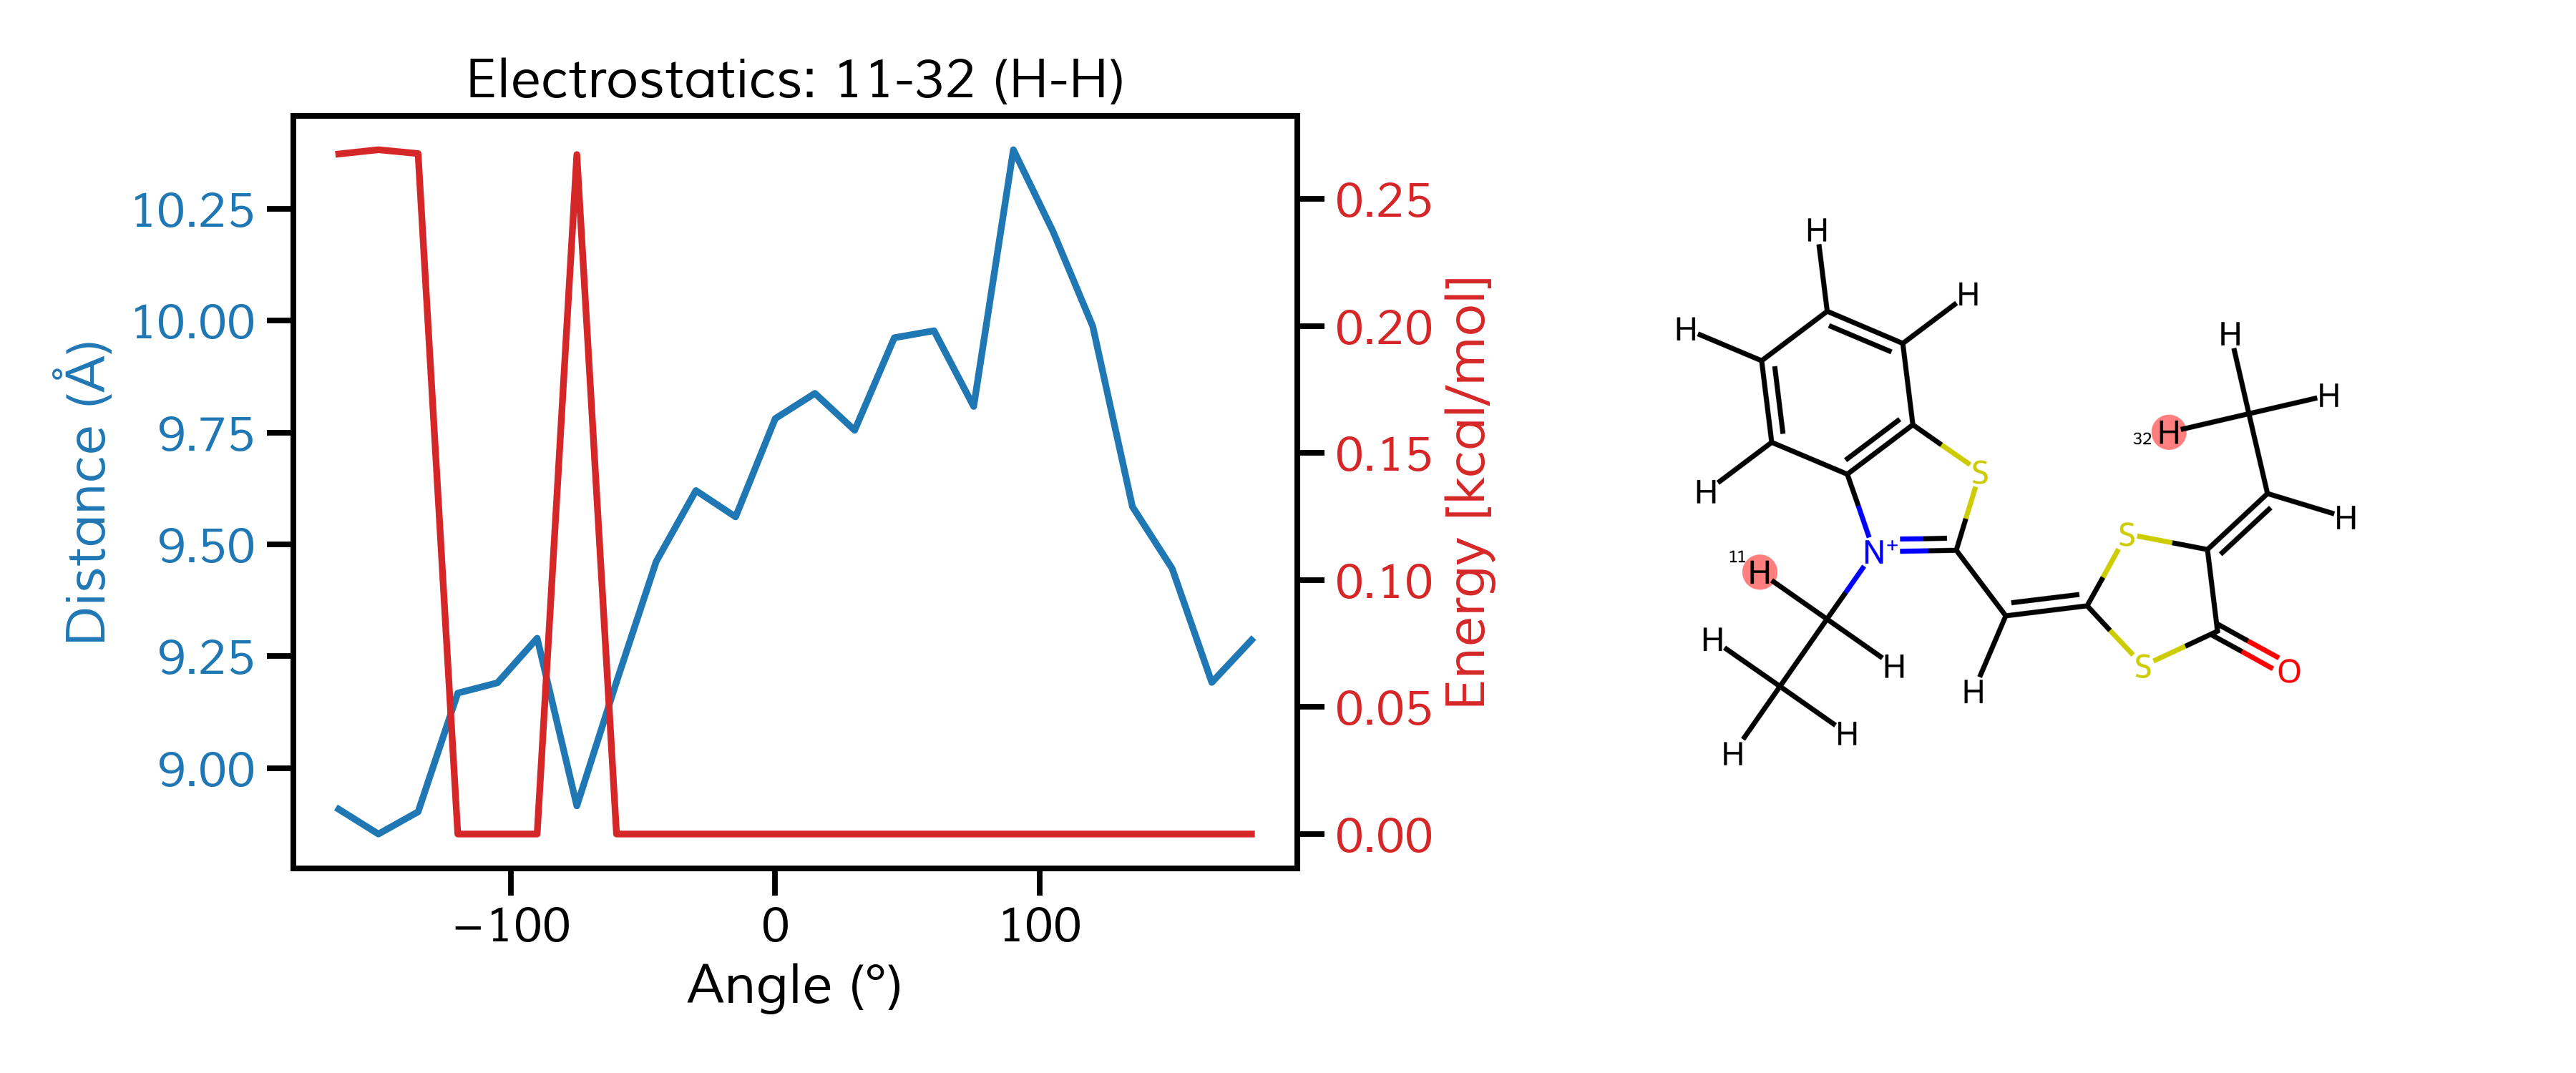 Electrostatics: 11-32 (H-H)
Distance (Å)
10.25
10.00
9.75
9.50
9.25
9.00
0.25
0.20
0.15
0.10
0.05
0.00
Energy [kcal/mol]
−100
0
100
Angle (°)
H
H
H
H
H
H
32 H
H
S
H
S
N+
11 H
H
H
S
O
H
H
H